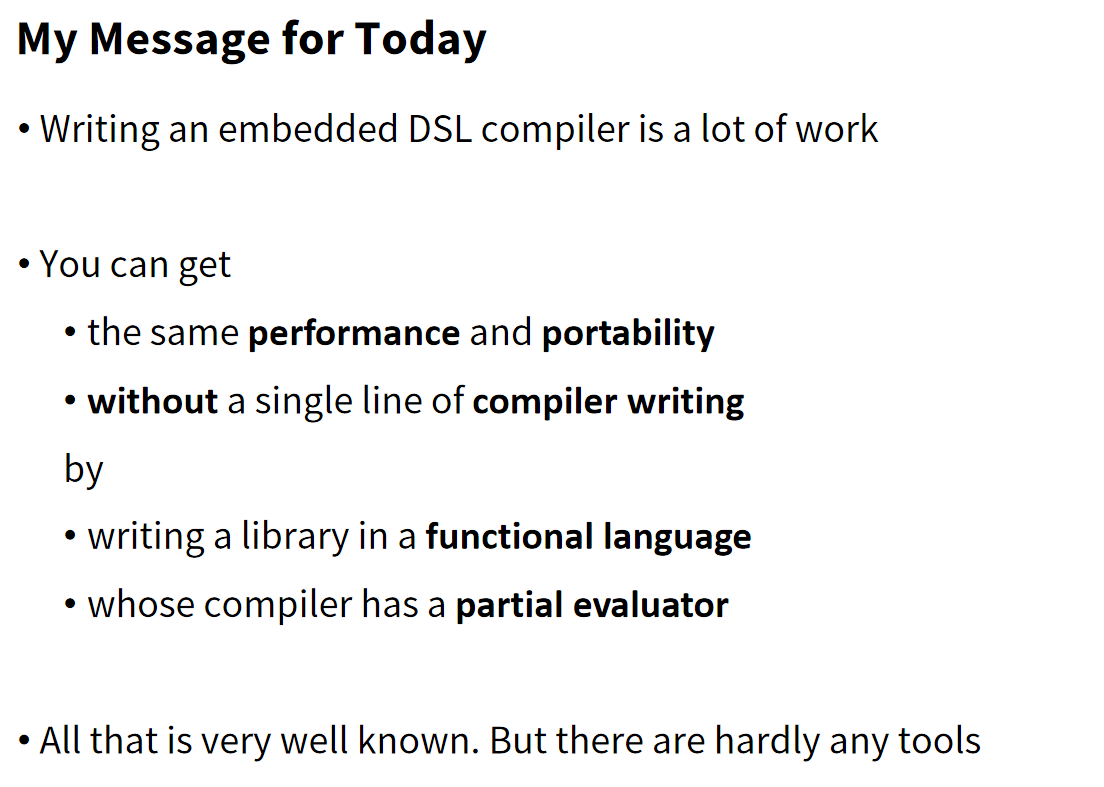 My Message for Today
• Writing an embedded DSL compiler is a lot of work
• You can get
• the same performance and portability
• without a single line of compiler writing
by
• writing a library in a functional language
• whose compiler has a partial evaluator
• All that is very well known. But there are hardly any tools